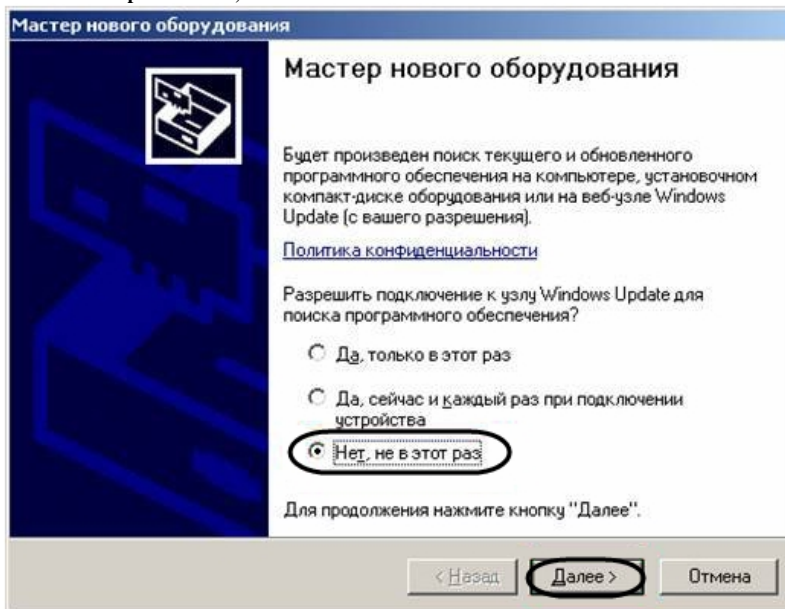 Мастер нового оборудования
Мастер нового оборудования
Будет произведен поиск текущего и обновленного
программного обеспечения на компьютере, установочном
компакт-диске оборудования или на веб-узле Windows
Update (с вашего разрешения).
Политика конфиденциальности
Разрешить подключение к узлу Windows Update для
поиска программного обеспечения?
Да, только в этот раз
Да, сейчас и каждый раз при подключении
устройства
Нет, не в этот раз
Для продолжения нажмите кнопку "Далее".
< Назад
Далее >
Отмена